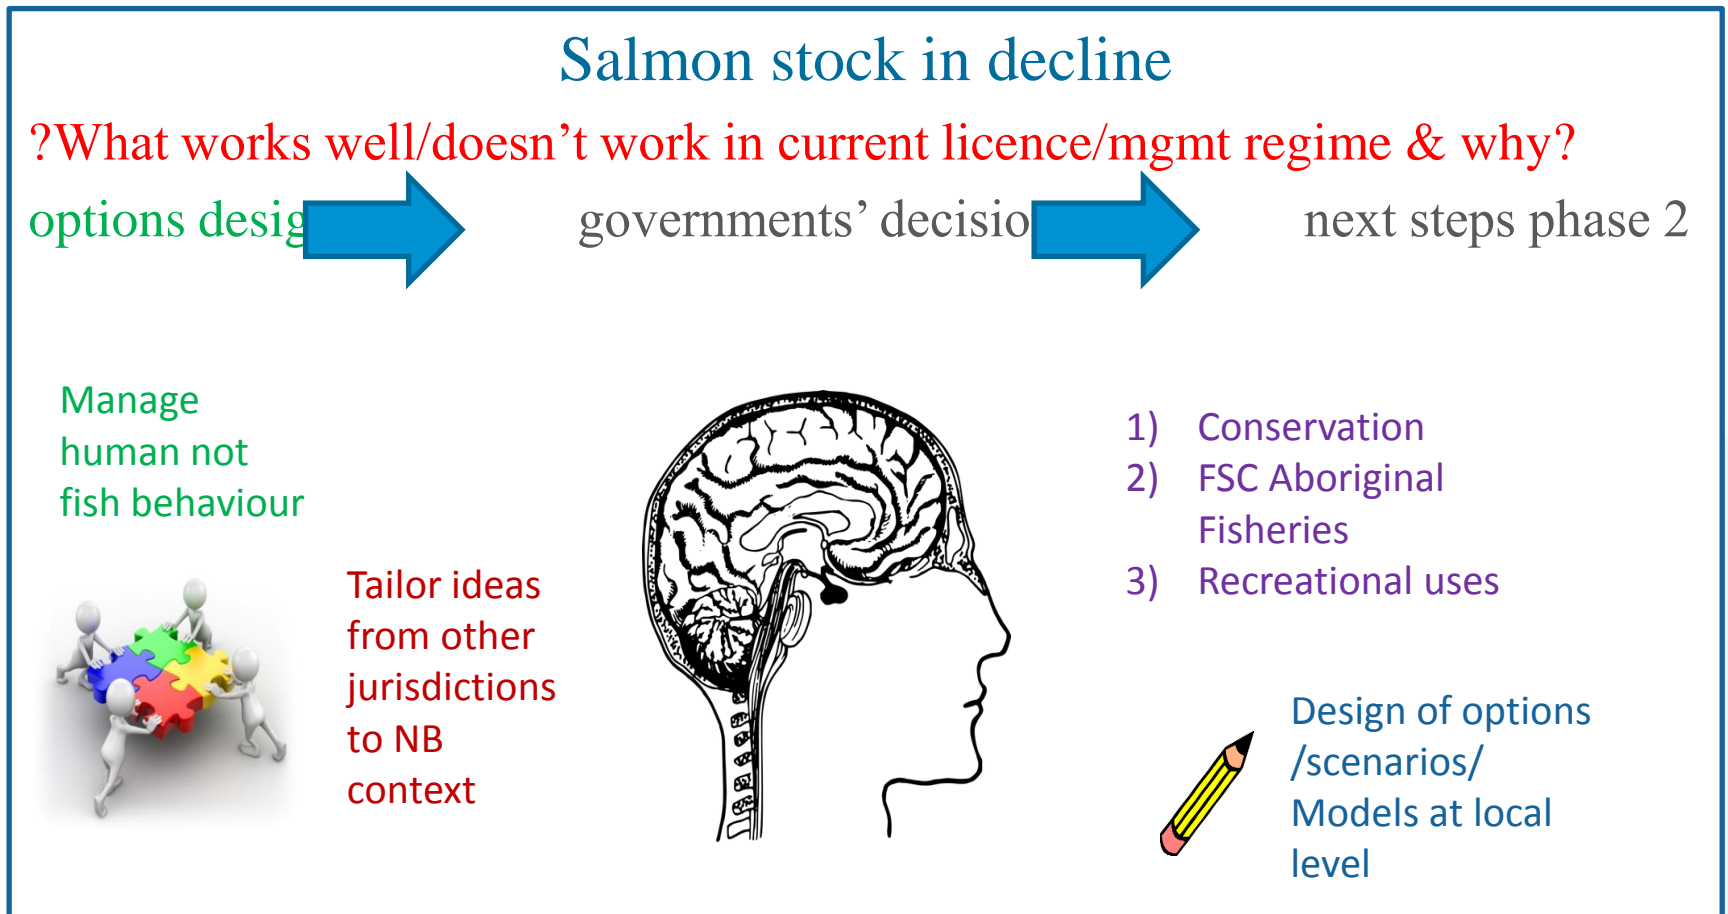 Salmon stock in decline
?What works well/doesn't work in current licence/mgmt regime & why?
options desig governments' decisio next steps phase 2
Manage
human not
fish behaviour
Tailor ideas
from other
jurisdictions
to NB
context
1) Conservation
2) FSC Aboriginal
Fisheries
3) Recreational uses
Design of options
/scenarios/
Models at local
level